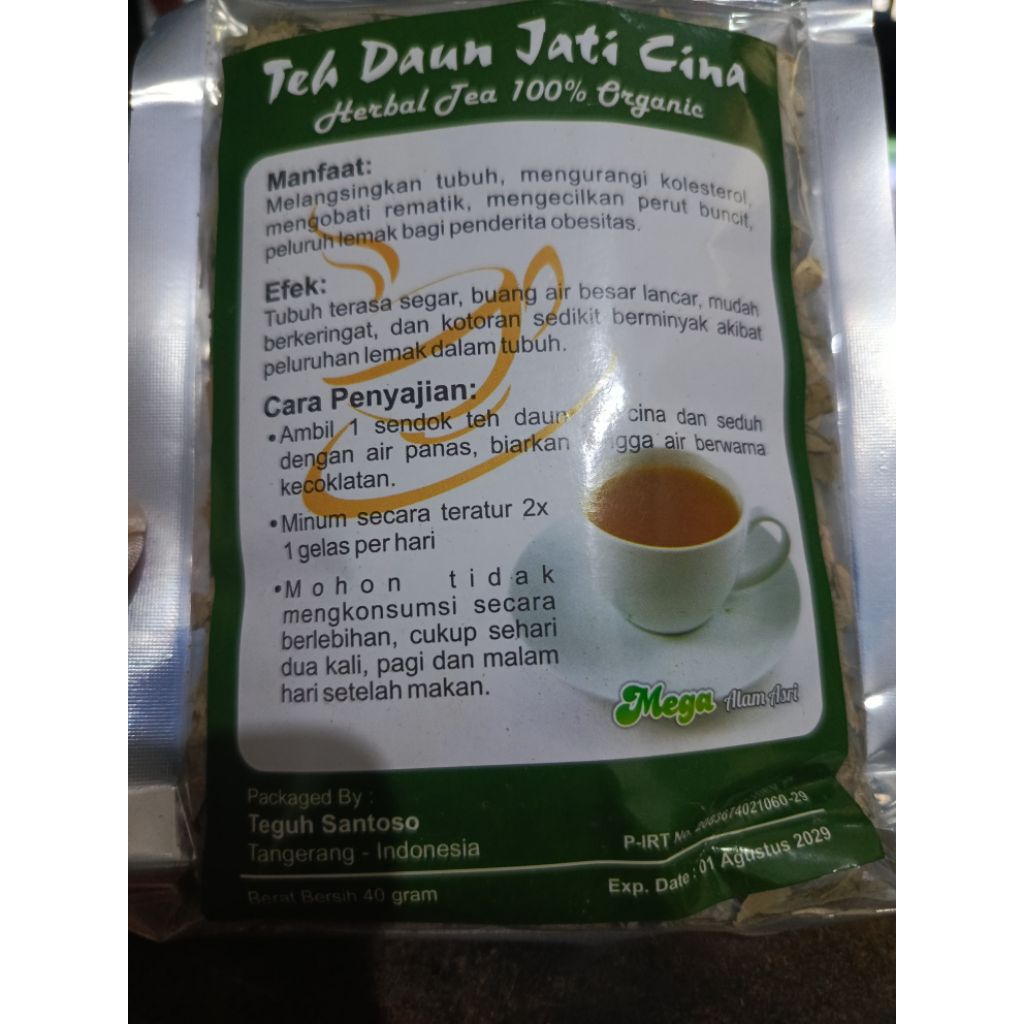 Teh Daun Jati Cina
Herbal Tea 100% Organic
Manfaat:
Melangsingkan tubuh, mengurangi kolesterol,
mengobati rematik, mengecilkan perut buncit,
peluruh lemak bagi penderita obesitas.
Efek:
Tubuh terasa segar, buang air besar lancar, mudah
berkeringat, dan kotoran sedikit berminyak akibat
peluruhan lemak dalam tubuh.
Cara Penyajian:
•Ambil 1 sendok teh daun cina dan seduh
dengan air panas, biarkan air berwarna
kecoklatan.
•Minum secara teratur 2x
1 gelas per hari
•Mohon tidak
mengkonsumsi secara
berlebihan, cukup sehari
dua kali, pagi dan malam
hari setelah makan.
Mega Alam Asri
Packaged By :
Teguh Santoso
Tangerang - Indonesia
Berat Bersih 40 gram
P-IRT No. 2063674021060-29
Exp. Date : 01 Agustus 2029